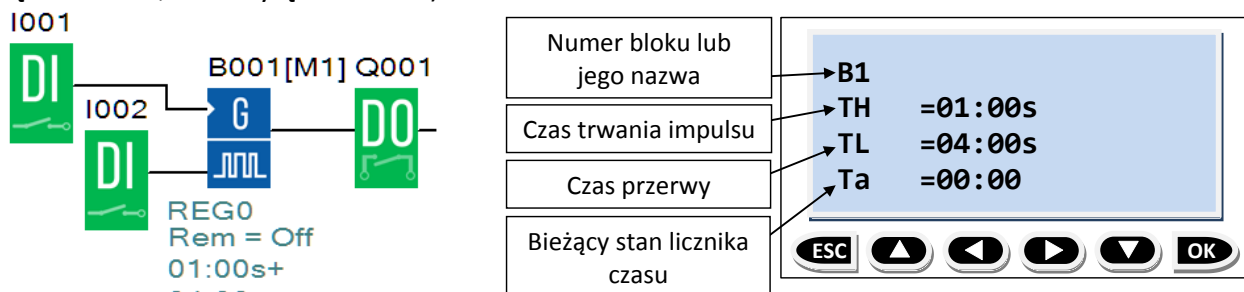 I001
DI
I002
DI
B001[M1]
G
Q001
DO
REG0
Rem = Off
01:00s+
Numer bloku lub
jego nazwa
Czas trwania impulsu
Czas przerwy
Bieżący stan licznika
czasu
B1
TH =01:00s
TL =04:00s
Ta =00:00
ESC
OK